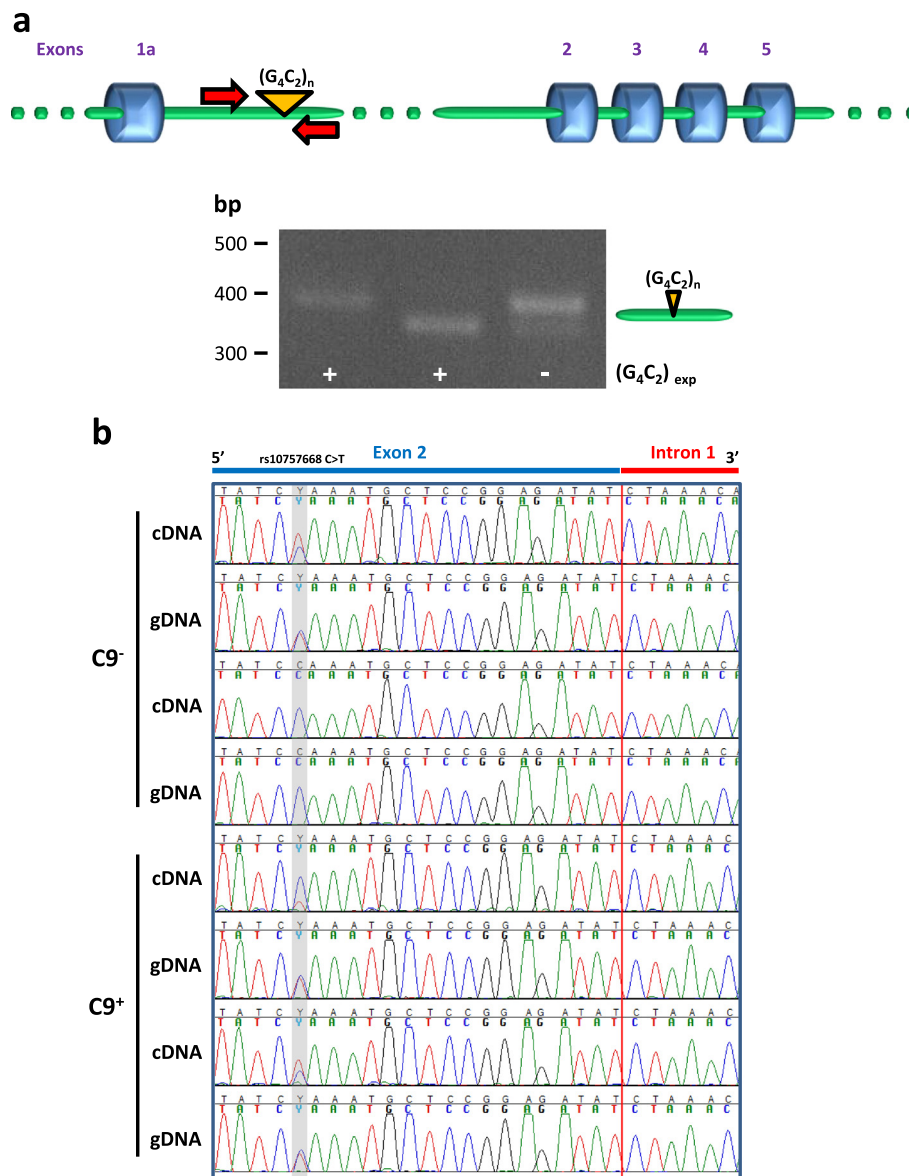 a
Exons 1a (G4C2)n 2 3 4 5
bp
500
400
300
+ + -
(G4C2)n
(G4C2) exp
b
5’ rs10757668 C>T Exon 2 Intron 1 3’
C9-
cDNA
T A T C Y A A A T G C T C C G G A G A T A T C T A A A C A
T A T C Y A A A T G C T C C G G A G A T A T C T A A A C A
gDNA
T A T C Y A A A T G C T C C G G A G A T A T C T A A A C
T A T C Y A A A T G C T C C G G A G A T A T C T A A A C A
cDNA
T A T C C A A A T G C T C C G G A G A T A T C T A A A C A
T A T C C A A A T G C T C C G G A G A T A T C T A A A C A
gDNA
T A T C C A A A T G C T C C G G A G A T A T C T A A A C A
T A T C C A A A T G C T C C G G A G A T A T C T A A A C A
C9+
cDNA
T A T C Y A A A T G C T C C G G A G A T A T C T A A A C
T A T C Y A A A T G C T C C G G A G A T A T C T A A A C
gDNA
T A T C Y A A A T G C T C C G G A G A T A T C T A A A C
T A T C Y A A A T G C T C C G G A G A T A T C T A A A C
cDNA
T A T C Y A A A T G C T C C G G A G A T A T C T A A A C
T A T C Y A A A T G C T C C G G A G A T A T C T A A A C
gDNA
T A T C Y A A A T G C T C C G G A G A T A T C T A A A C
T A T C Y A A A T G C T C C G G A G A T A T C T A A A C